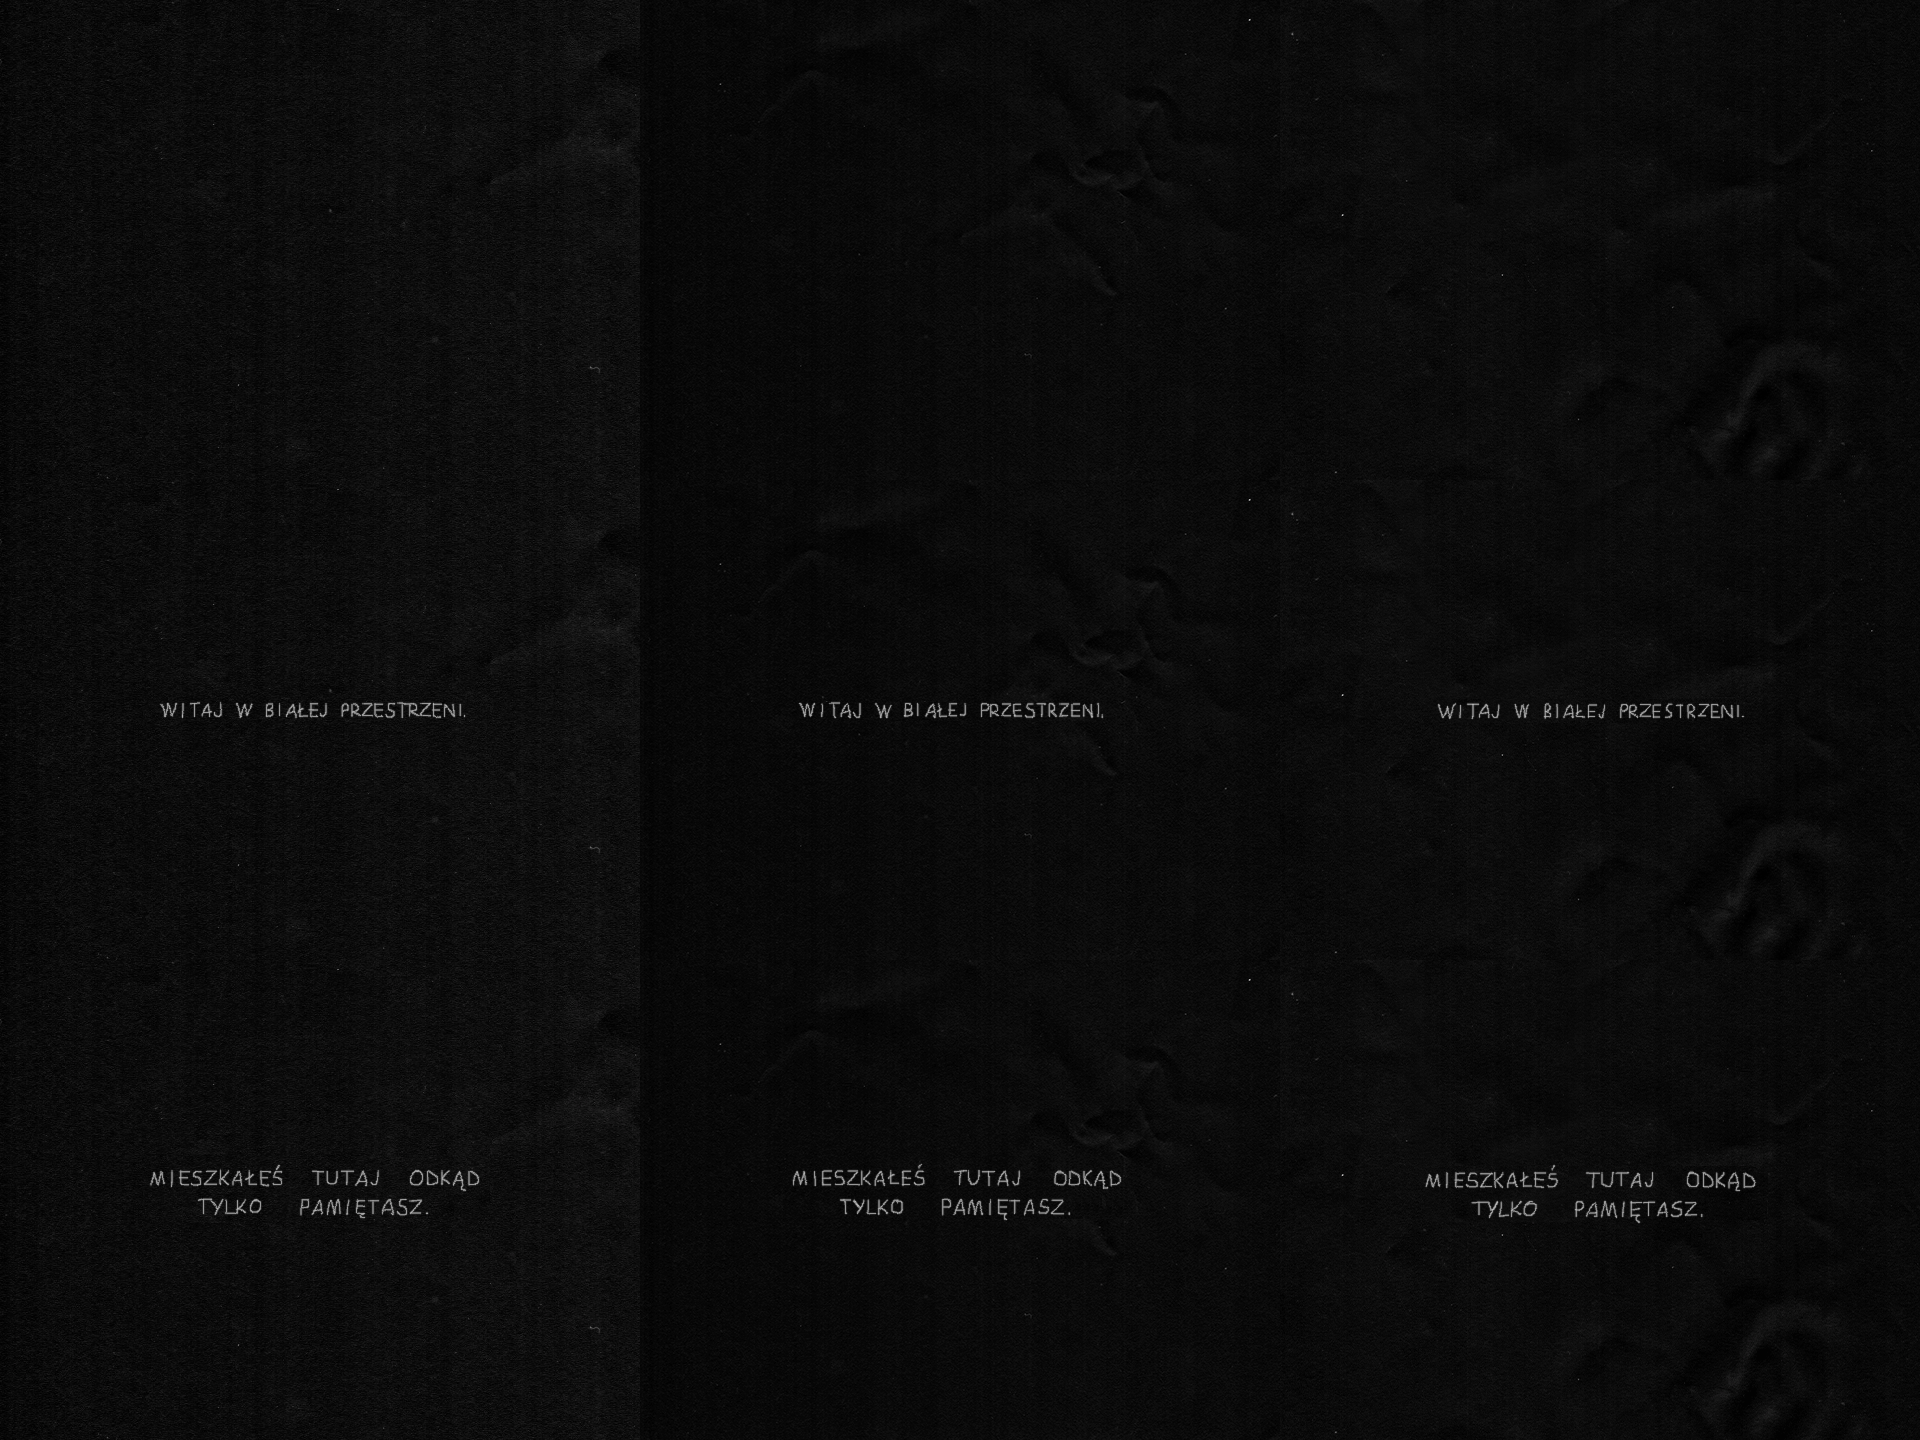 WITAJ W BIAŁEJ PRZESTRZENI.
WITAJ W BIAŁEJ PRZESTRZENI.
WITAJ W BIAŁEJ PRZESTRZENI.
MIESZKAŁEŚ TUTAJ ODKĄD
TYLKO PAMIĘTASZ.
MIESZKAŁEŚ TUTAJ ODKĄD
TYLKO PAMIĘTASZ.
MIESZKAŁEŚ TUTAJ ODKĄD
TYLKO PAMIĘTASZ.